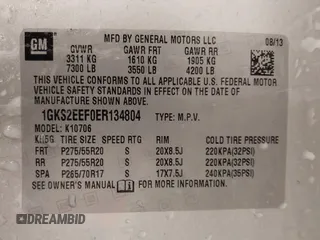 GM
MFD BY GENERAL MOTORS LLC
08/13
GVWR GAWR FRT GAWR RR
3311 KG 1610 KG 1905 KG
7300 LB 3550 LB 4200 LB
THIS VEHICLE CONFORMS TO ALL APPLICABLE U.S. FEDERAL MOTOR
VEHICLE SAFETY STANDARDS IN EFFECT ON THE DATE OF
MANUFACTURE SHOWN ABOVE.
1GKS2EEF0ER134804 TYPE: M.P.V.
MODEL: K10706
TIRE SIZE SPEED RTG RIM COLD TIRE PRESSURE
FRT P275/55R20 S 20X8.5J 220KPA(32PSI)
RR P275/55R20 S 20X8.5J 220KPA(32PSI)
SPA P265/70R17 S 17X7.5J 240KPA(35PSI)
SEE OWNER'S MANUAL FOR ADDITIONAL INFORMATION.
DREAMBID